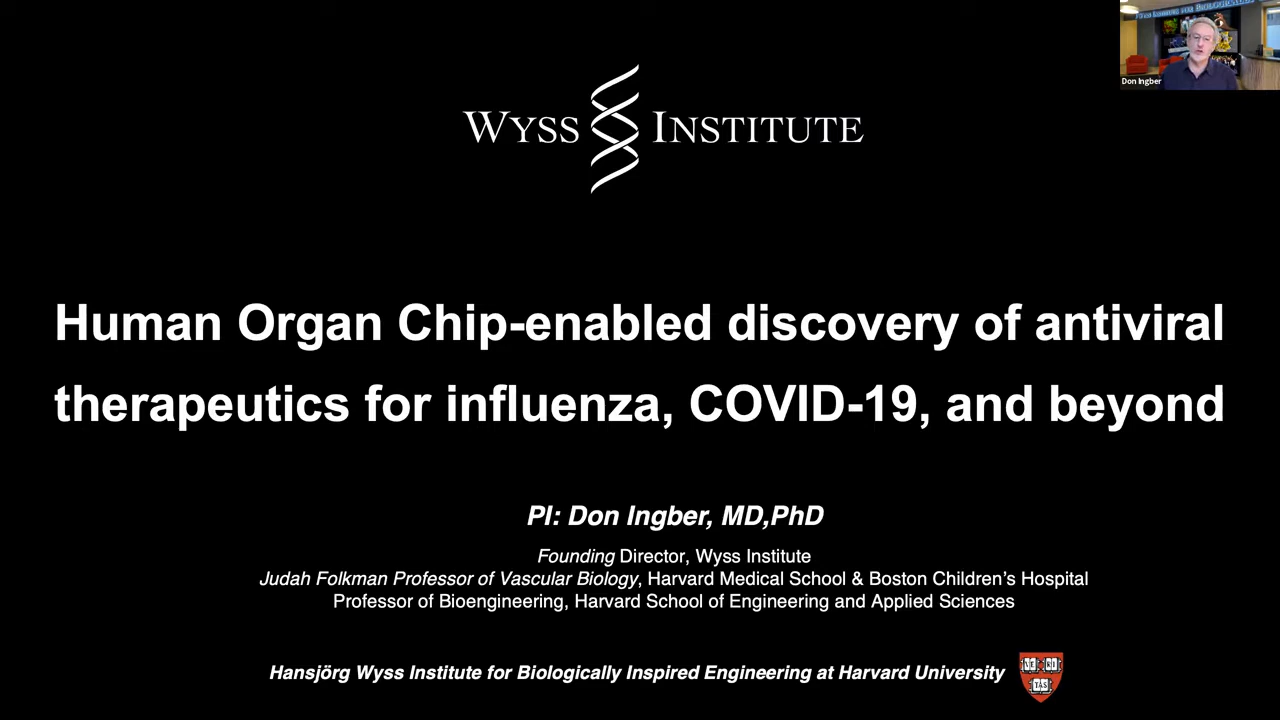 WYSS INSTITUTE
Don Ingber
Human Organ Chip-enabled discovery of antiviral
therapeutics for influenza, COVID-19, and beyond
PI: Don Ingber, MD,PhD
Founding Director, Wyss Institute
Judah Folkman Professor of Vascular Biology, Harvard Medical School & Boston Children's Hospital
Professor of Bioengineering, Harvard School of Engineering and Applied Sciences
Hansjörg Wyss Institute for Biologically Inspired Engineering at Harvard University
VE RI
TAS